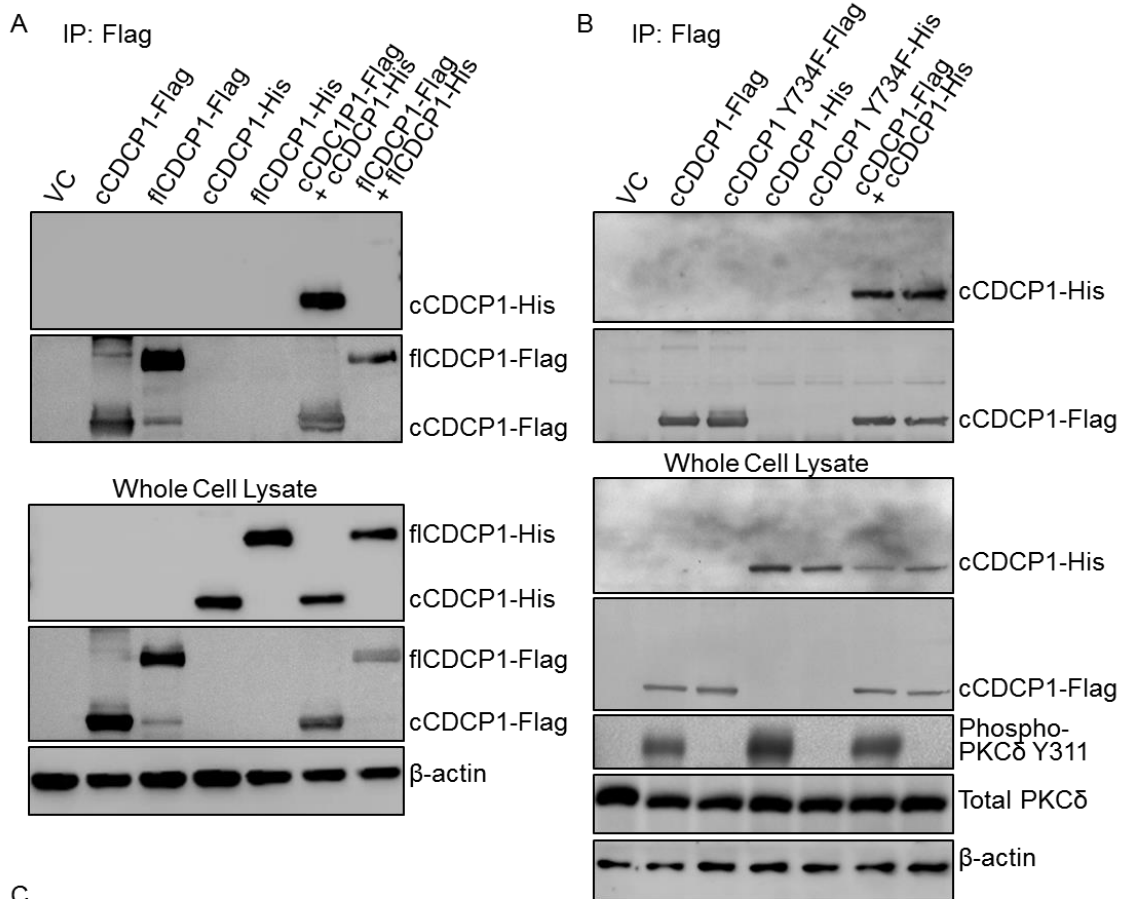 A
IP: Flag
VC
cCDCP1-Flag
flCDCP1-Flag
cCDCP1-His
flCDCP1-His
cCDC1P1-Flag
+ cCDCP1-His
flCDCP1-Flag
+ flCDCP1-His
cCDCP1-His
flCDCP1-Flag
cCDCP1-Flag
Whole Cell Lysate
flCDCP1-His
cCDCP1-His
flCDCP1-Flag
cCDCP1-Flag
β-actin
B
IP: Flag
VC
cCDCP1-Flag
cCDCP1 Y734F-Flag
cCDCP1-His
cCDCP1 Y734F-His
cCDCP1-Flag
+ cCDCP1-His
cCDCP1-His
cCDCP1-Flag
Whole Cell Lysate
cCDCP1-His
cCDCP1-Flag
Phospho-
PKCδ Y311
Total PKCδ
β-actin
C